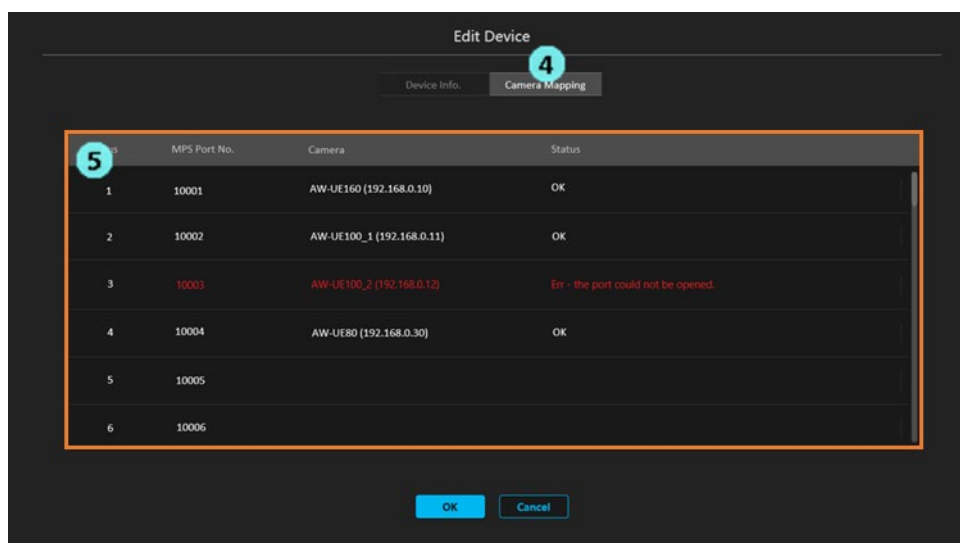 Edit Device
4
Device Info. Camera Mapping
5 MPS Port No. Camera Status
1 10001 AW-UE160 (192.168.0.10) OK
2 10002 AW-UE100_1 (192.168.0.11) OK
3 10003 AW-UE100_2 (192.168.0.12) Err - the port could not be opened.
4 10004 AW-UE80 (192.168.0.30) OK
5 10005
6 10006
OK Cancel